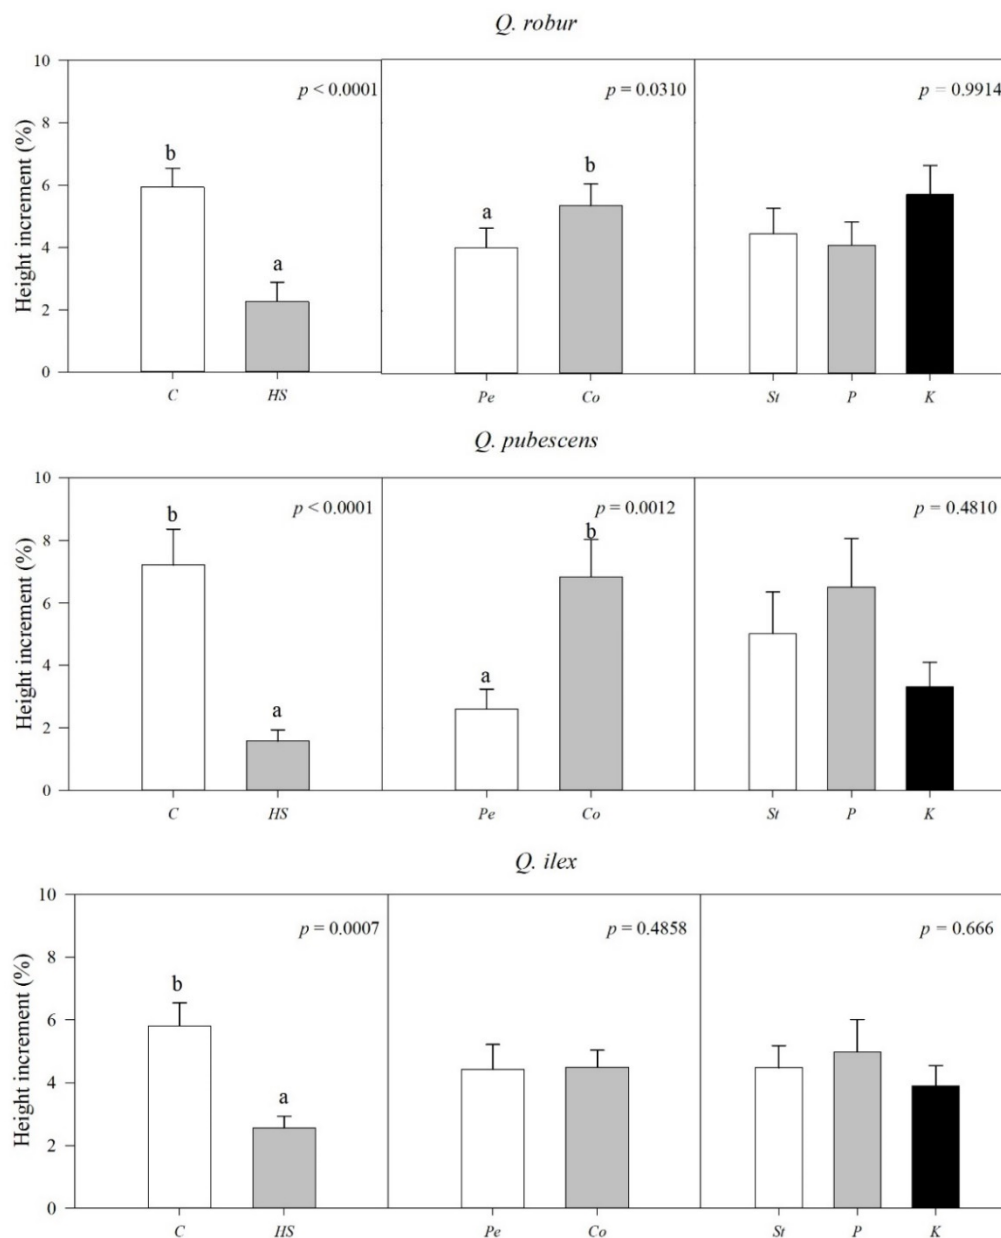 Q. robur
10
p < 0.0001
p = 0.0310
p = 0.9914
8
b
b
6
a
Height increment (%)
4
a
2
0
C
HS
Pe
Co
St
P
K
Q. pubescens
10
p < 0.0001
p = 0.0012
p = 0.4810
b
b
8
6
Height increment (%)
4
a
a
2
0
C
HS
Pe
Co
St
P
K
Q. ilex
10
p = 0.0007
p = 0.4858
p = 0.666
8
b
6
Height increment (%)
4
a
2
0
C
HS
Pe
Co
St
P
K